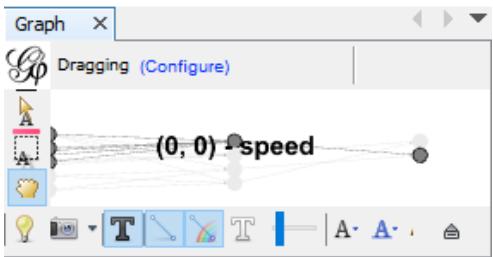 Graph
Dragging (Configure)
(0, 0) - speed